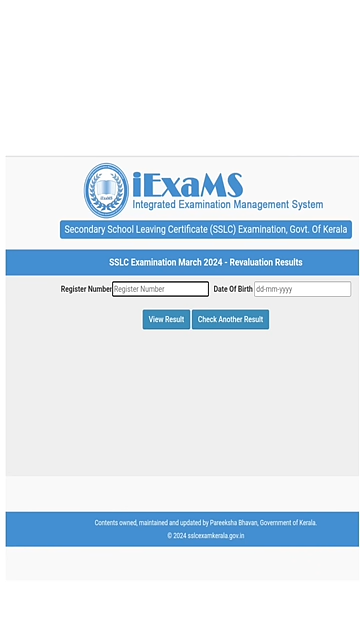 iExaMS
iExaMS
Integrated Examination Management System
Secondary School Leaving Certificate (SSLC) Examination, Govt. Of Kerala
SSLC Examination March 2024 - Revaluation Results
Register Number Register Number Date Of Birth dd-mm-yyyy
View Result Check Another Result
Contents owned, maintained and updated by Pareeksha Bhavan, Government of Kerala.
© 2024 sslcexamkerala.gov.in